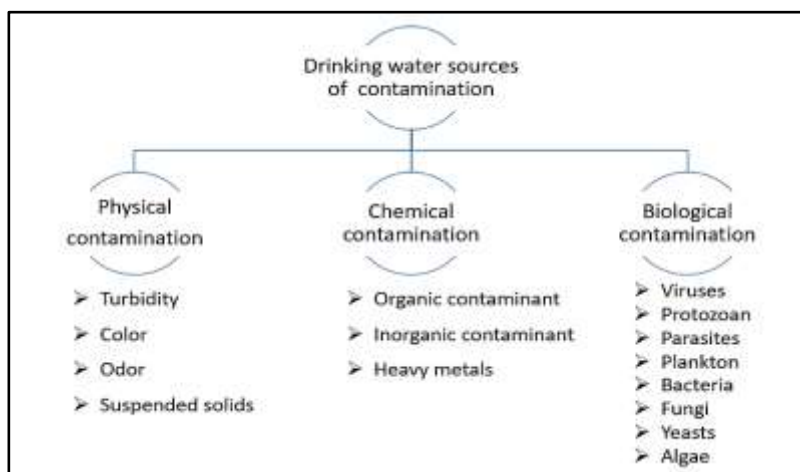 Drinking water sources
of contamination
Physical
contamination
Chemical
contamination
Biological
contamination
➤ Turbidity
➤ Color
➤ Odor
➤ Suspended solids
➤ Organic contaminant
➤ Inorganic contaminant
➤ Heavy metals
➤ Viruses
➤ Protozoan
➤ Parasites
➤ Plankton
➤ Bacteria
➤ Fungi
➤ Yeasts
➤ Algae